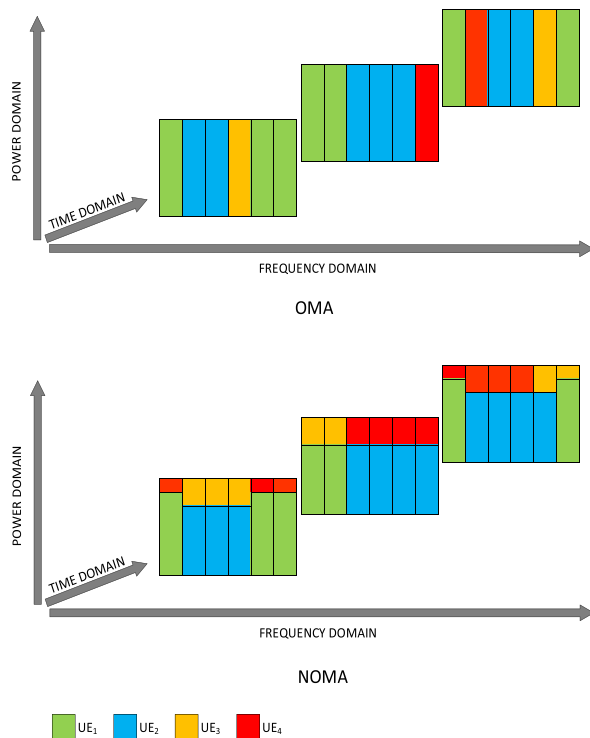 POWER DOMAIN
TIME DOMAIN
FREQUENCY DOMAIN
OMA
POWER DOMAIN
TIME DOMAIN
FREQUENCY DOMAIN
NOMA
UE₁ UE₂ UE₃ UE₄